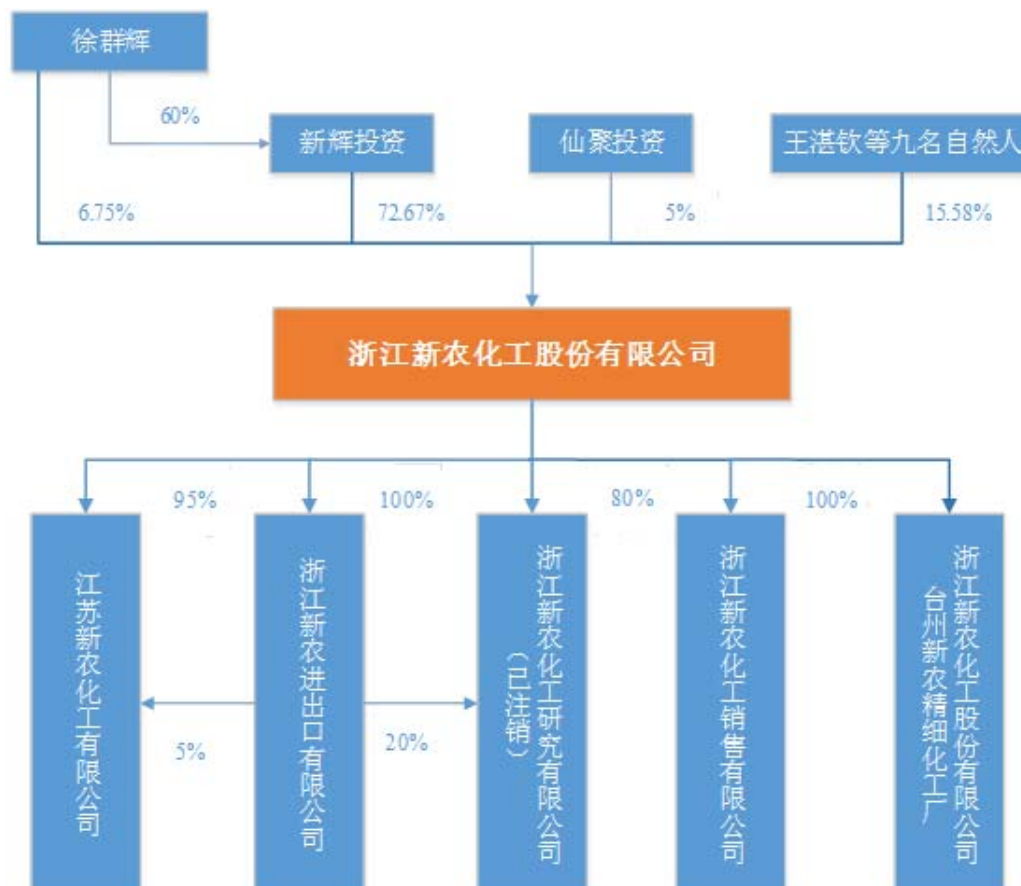 徐群辉
60%
新辉投资
仙聚投资
王湛钦等九名自然人
6.75%
72.67%
5%
15.58%
浙江新农化工股份有限公司
95%
100%
80%
100%
江苏新农化工有限公司
浙江新农进出口有限公司
浙江新农化工研究有限公司
（已注销）
浙江新农化工销售有限公司
浙江新农化工股份有限公司
台州新农精细化工厂
5%
20%